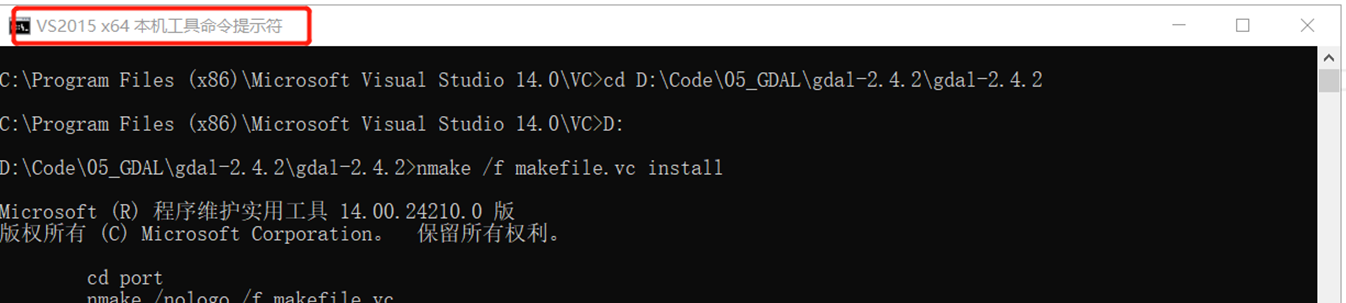 VS2015 x64 本机工具命令提示符
C:\Program Files (x86)\Microsoft Visual Studio 14.0\VC>cd D:\Code\05_GDAL\gdal-2.4.2\gdal-2.4.2
C:\Program Files (x86)\Microsoft Visual Studio 14.0\VC>D:
D:\Code\05_GDAL\gdal-2.4.2\gdal-2.4.2>nmake /f makefile.vc install
Microsoft (R) 程序维护实用工具 14.00.24210.0 版
版权所有 (C) Microsoft Corporation。  保留所有权利。
cd port
nmake /nologo /f makefile.vc